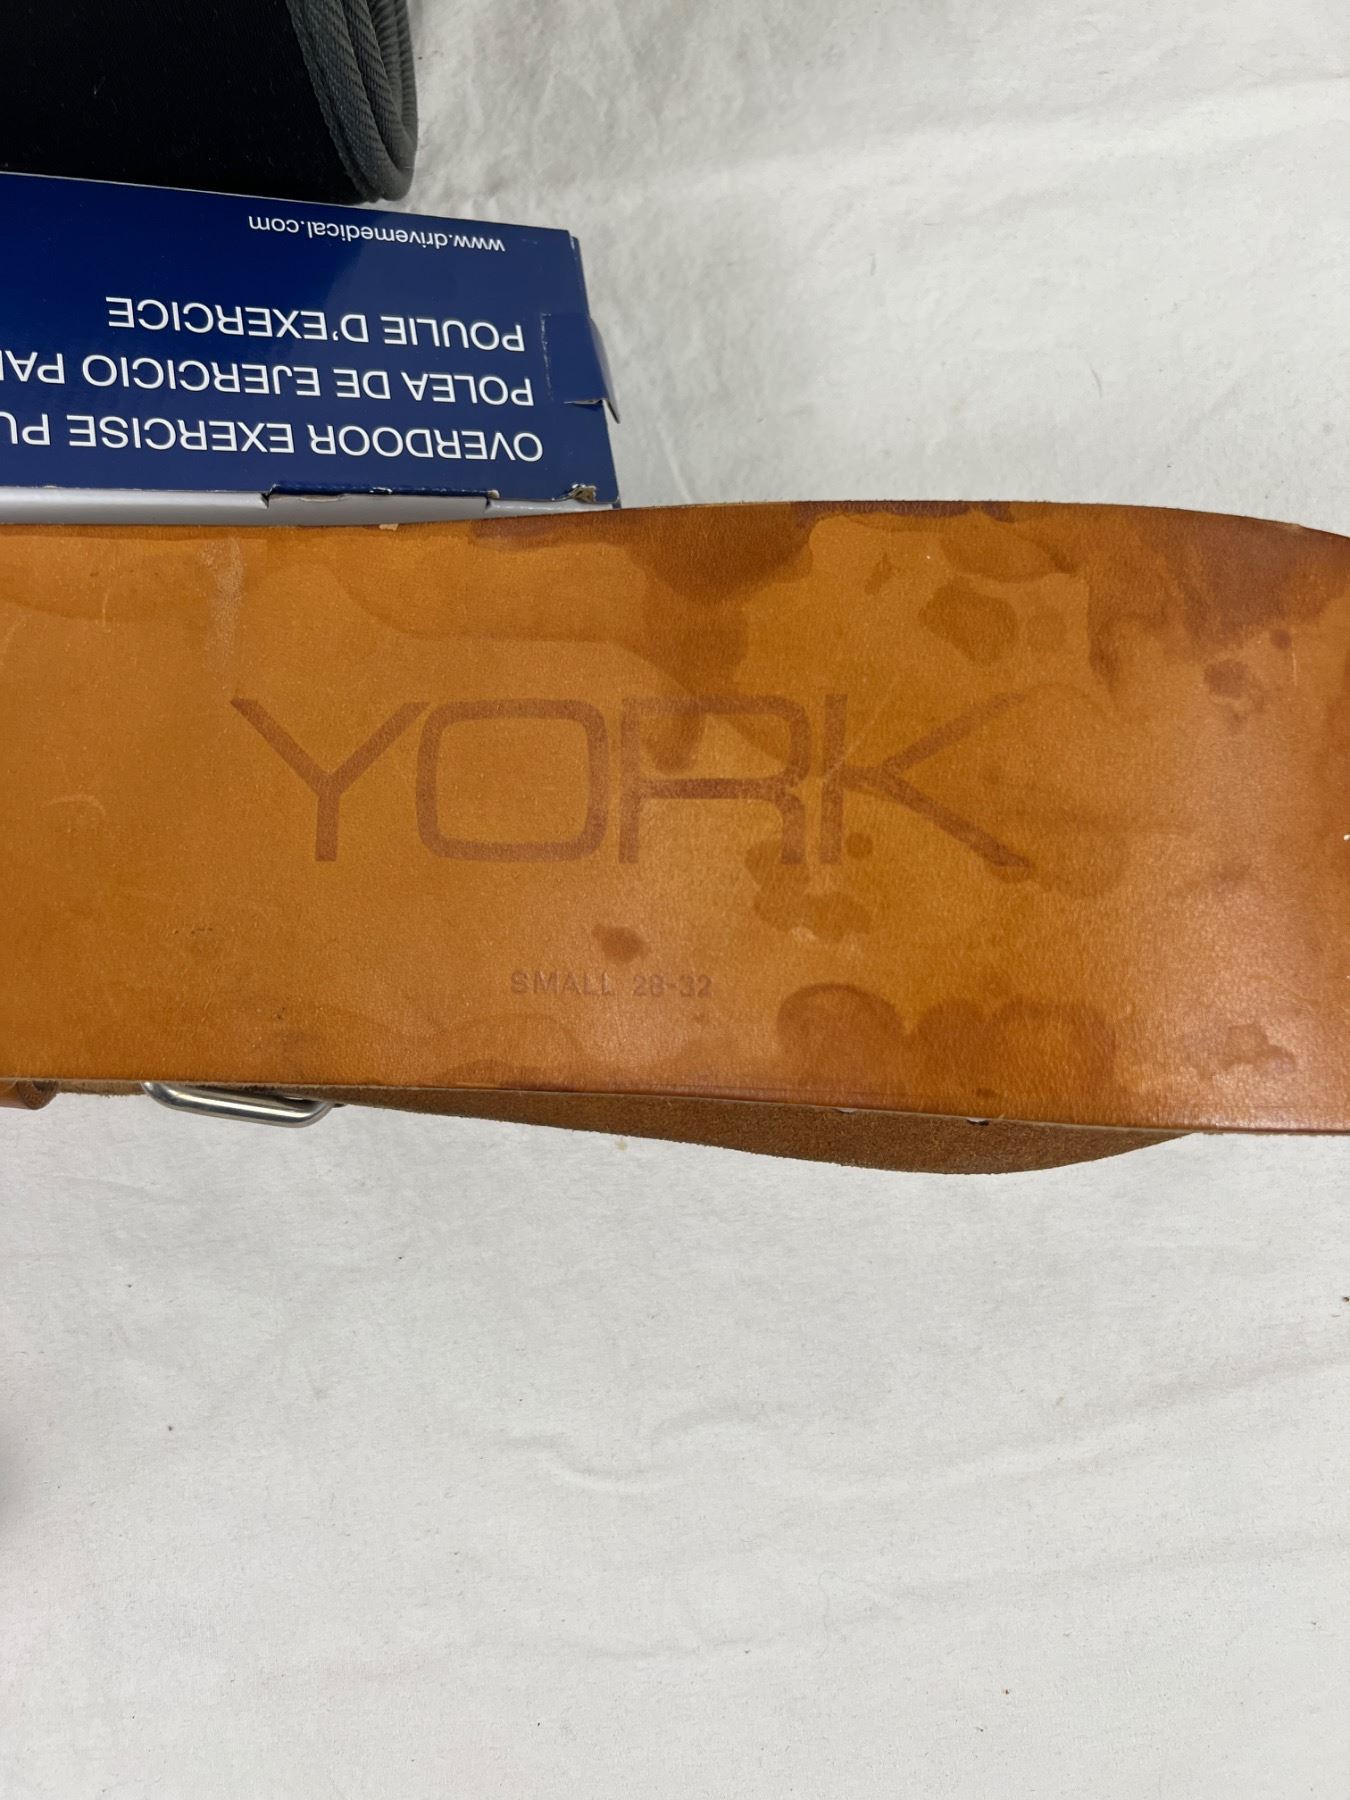 www.drivemedical.com
POULIE D'EXERCICE
POLEA DE EJERCICIO
OVERDOOR EXERCISE
YORK
SMALL 28-32